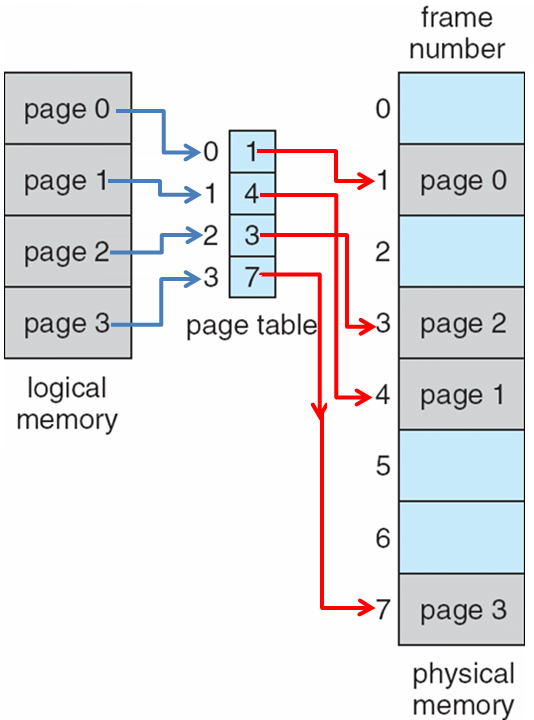 frame
number
page 0
page 1
page 2
page 3
logical
memory
0 1
1 4
2 3
3 7
page table
0
1 page 0
2
3 page 2
4 page 1
5
6
7 page 3
physical
memory